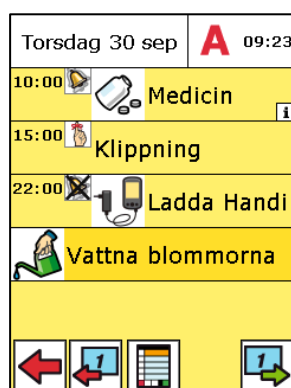 Torsdag 30 sep A 09:23
10:00 Medicin i
15:00 Klippning
22:00 Ladda Handi
Vattna blommorna
1 1